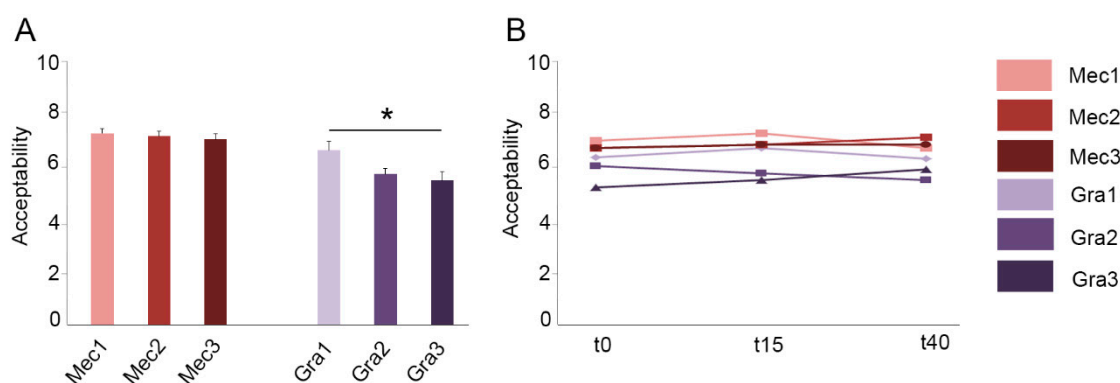 A
Acceptability
10
8
6
4
2
0
Mec1
Mec2
Mec3
Gra1
Gra2
Gra3
*
B
Acceptability
10
8
6
4
2
0
t0
t15
t40
Mec1
Mec2
Mec3
Gra1
Gra2
Gra3